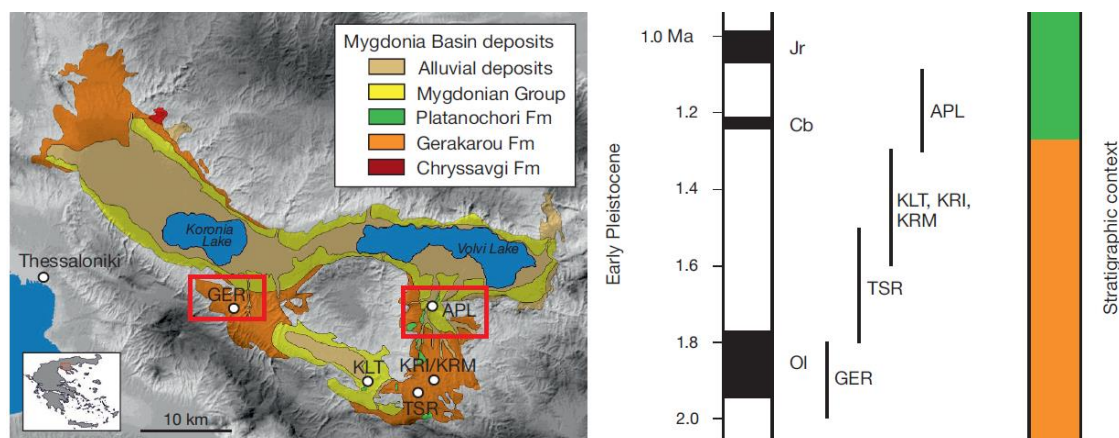 Mygdonia Basin deposits
Alluvial deposits
Mygdonian Group
Platanochori Fm
Gerakarou Fm
Chryssavgi Fm
Koronia
Lake
Volvi Lake
Thessaloniki
GER
APL
KLT
KRI/KRM
TSR
10 km
Early Pleistocene
1.0 Ma
1.2
1.4
1.6
1.8
2.0
Jr
Cb
Ol
APL
KLT, KRI,
KRM
TSR
GER
Stratigraphic context